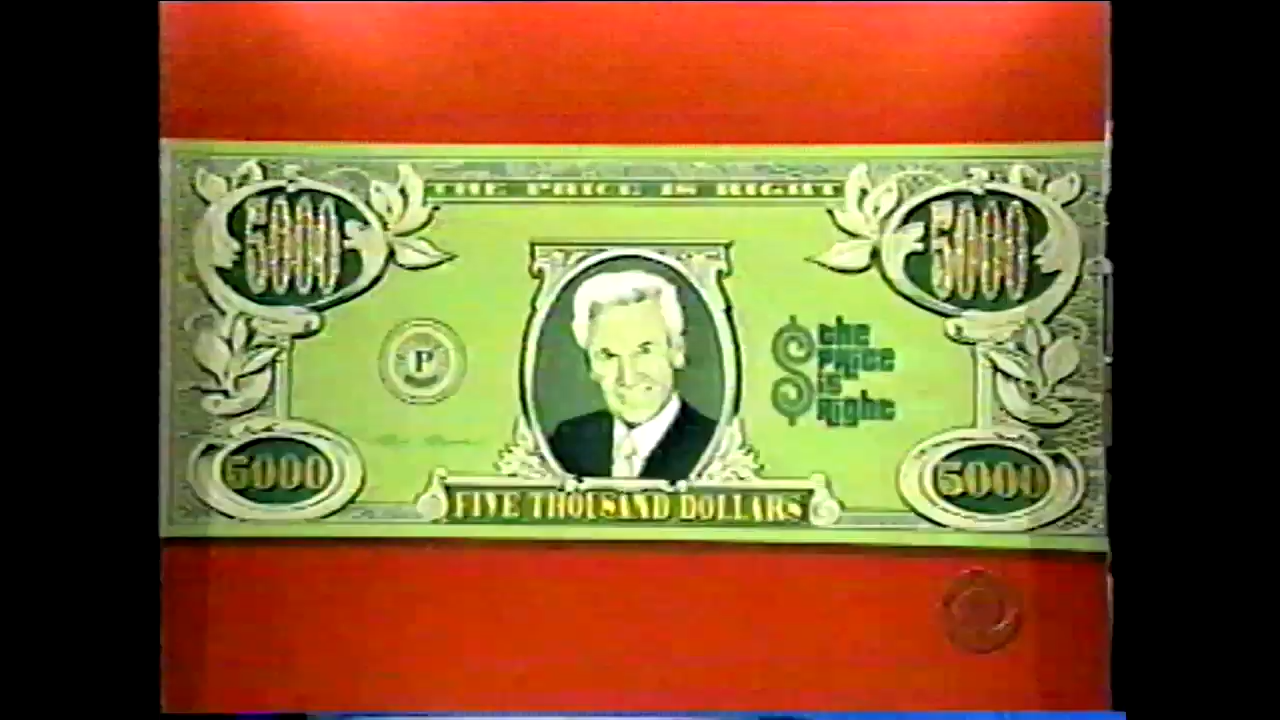 THE PRICE IS RIGHT
5000
5000
P
the
PRice
is
Right
5000
5000
FIVE THOUSAND DOLLARS